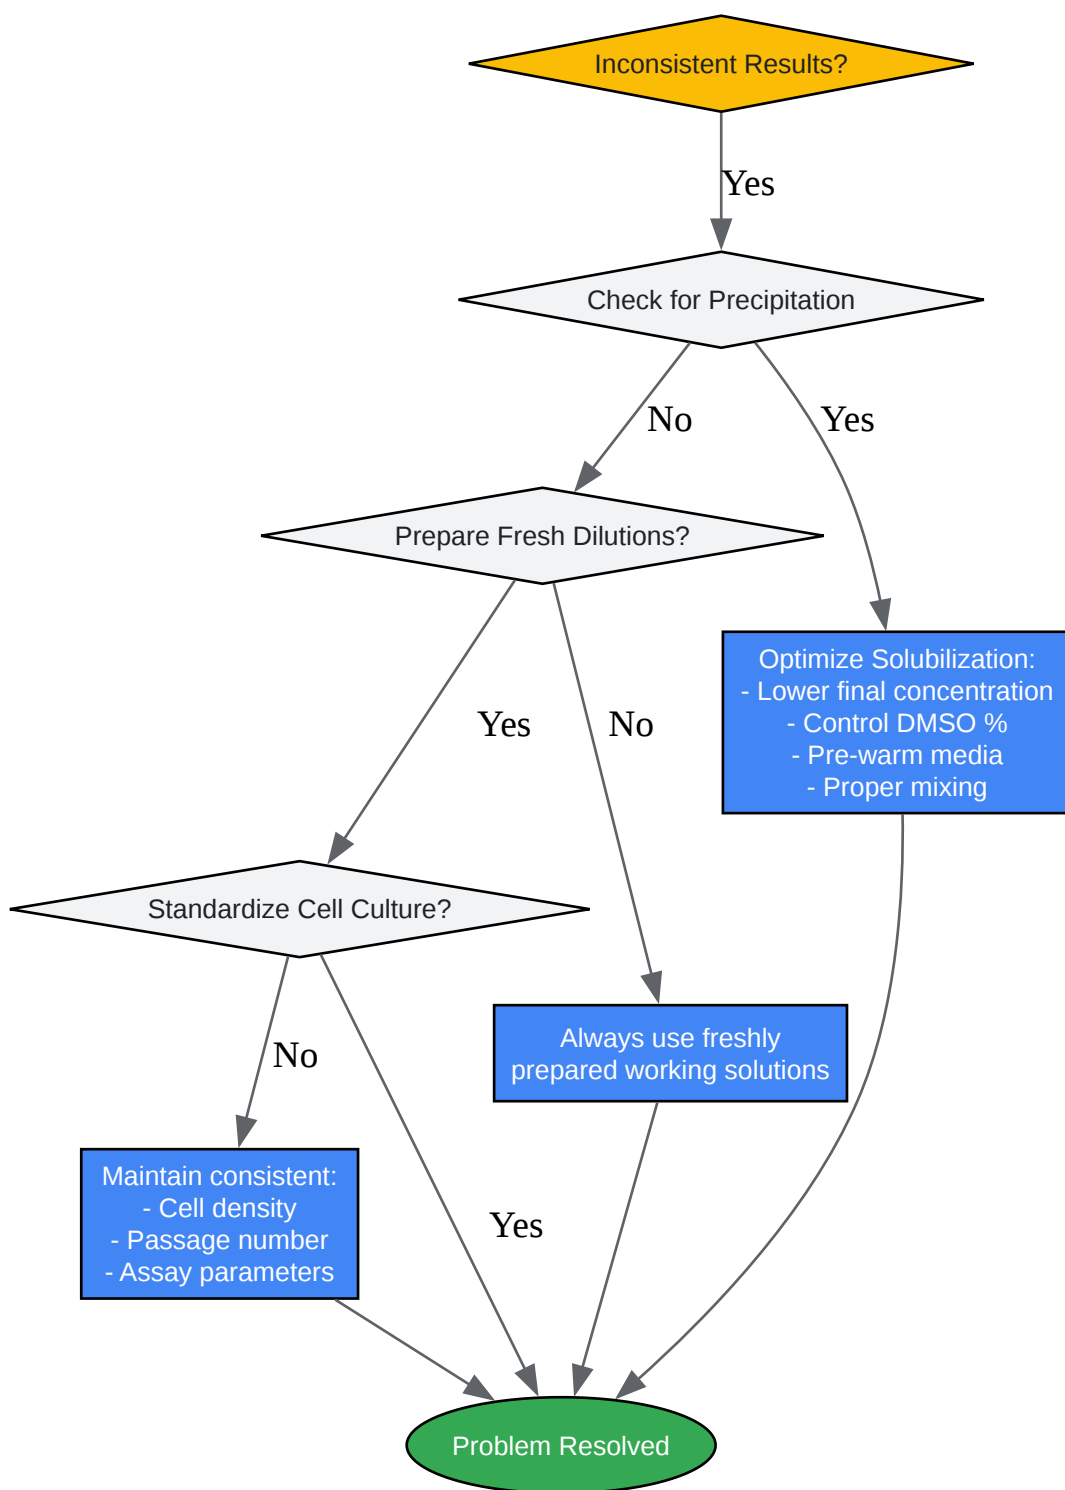 Inconsistent Results?
Yes
Check for Precipitation
No
Yes
Prepare Fresh Dilutions?
Optimize Solubilization:
- Lower final concentration
- Control DMSO %
- Pre-warm media
- Proper mixing
Yes
No
Standardize Cell Culture?
Always use freshly
prepared working solutions
No
Maintain consistent:
- Cell density
- Passage number
- Assay parameters
Yes
Problem Resolved